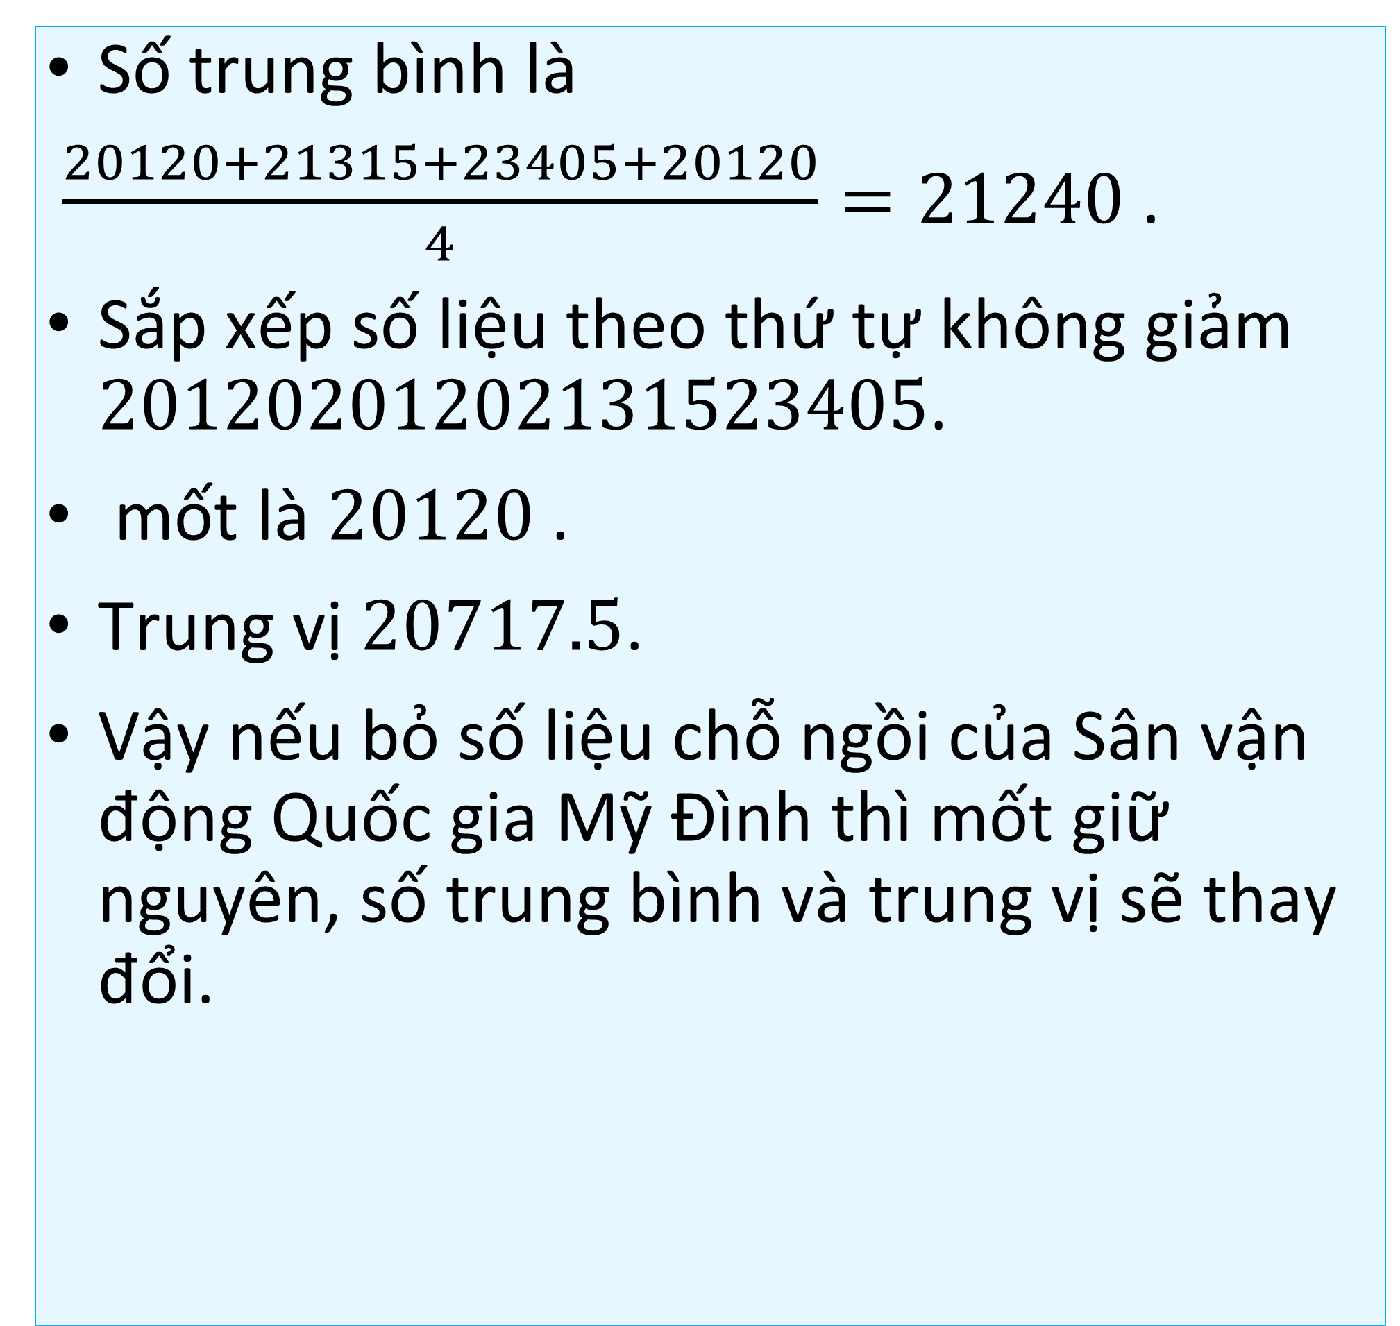 • Số trung bình là
20120+21315+23405+20120
4
= 21240 .
• Sắp xếp số liệu theo thứ tự không giảm
20120201202131523405.
• mốt là 20120 .
• Trung vị 20717.5.
• Vậy nếu bỏ số liệu chỗ ngồi của Sân vận
động Quốc gia Mỹ Đình thì mốt giữ
nguyên, số trung bình và trung vị sẽ thay
đổi.